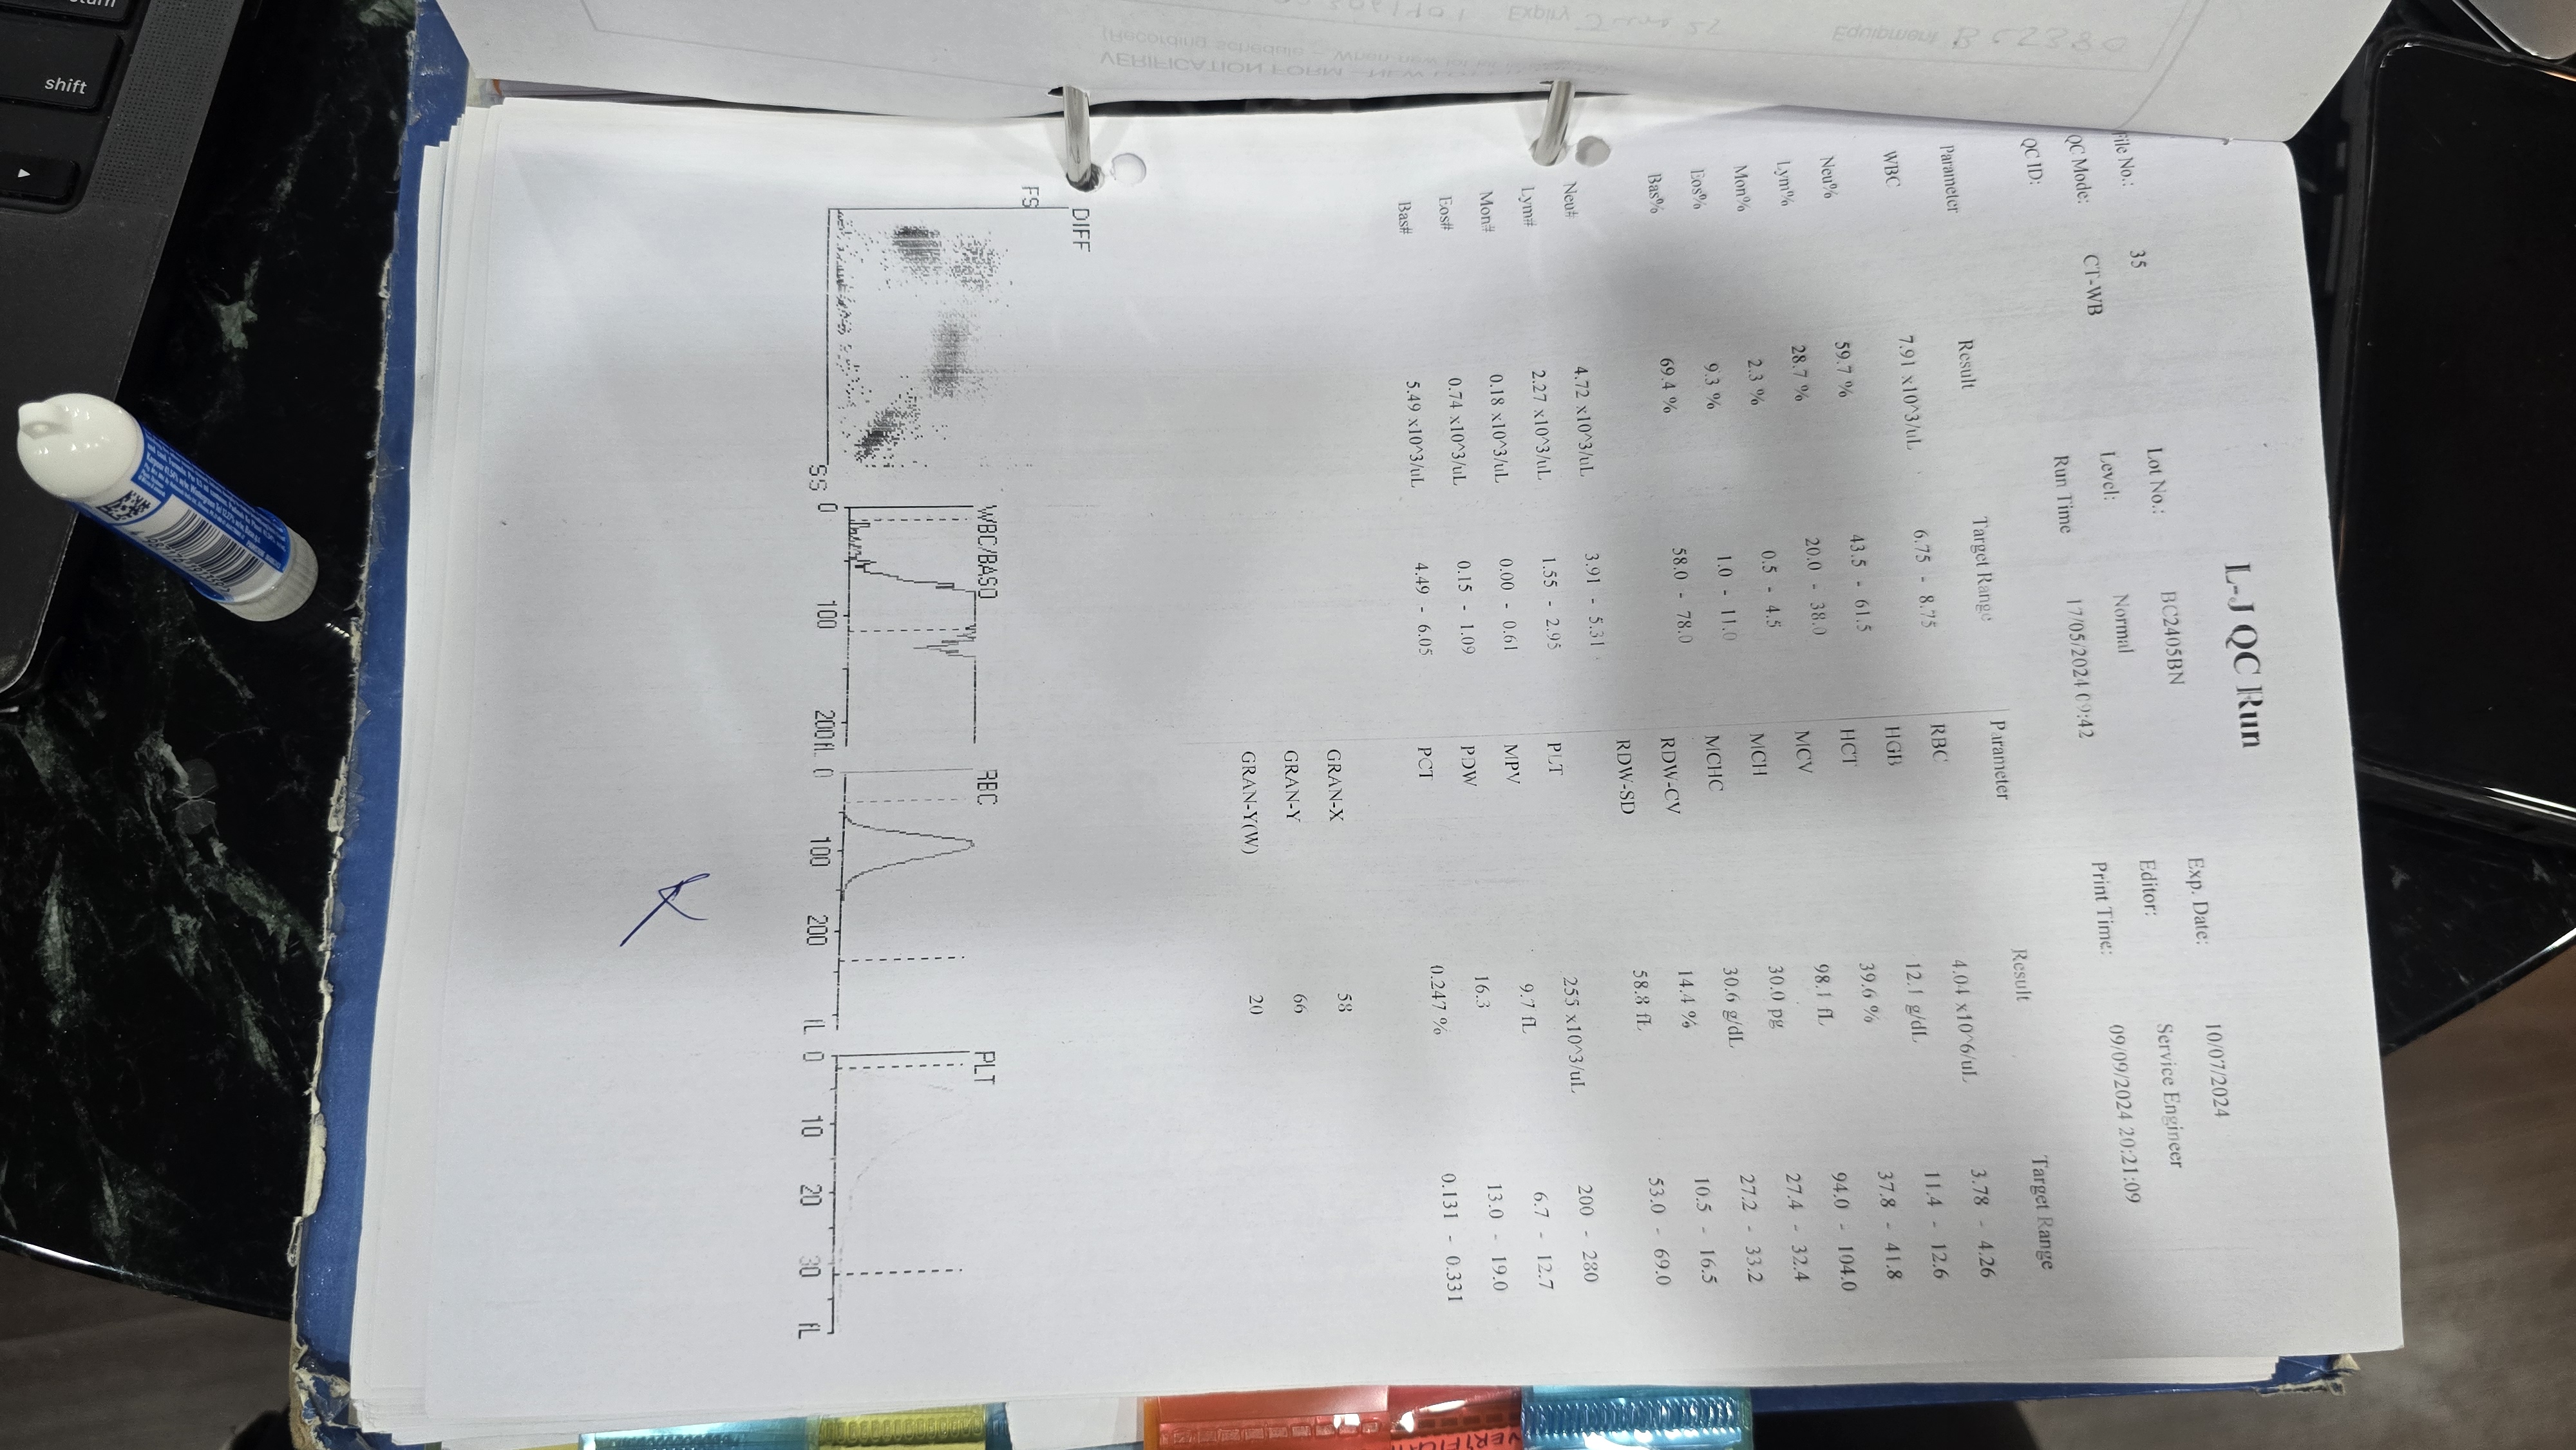 L-J QC Run
File No.: 35 Lot No.: BC2405BN Exp. Date: 10/07/2024
QC Mode: CT-WB Level: Normal Editor: Service Engineer
QC ID: Run Time 17/05/2024 09:42 Print Time: 09/09/2024 20:21:09
Parameter Result Target Range Parameter Result Target Range
WBC 7.91 x10^3/uL 6.75 - 8.75 RBC 4.04 x10^6/uL 3.78 - 4.26
Neu% 59.7 % 43.5 - 61.5 HGB 12.1 g/dL 11.4 - 12.6
Lym% 28.7 % 20.0 - 38.0 HCT 39.6 % 37.8 - 41.8
Mon% 2.3 % 0.5 - 4.5 MCV 98.1 fL 94.0 - 104.0
Eos% 9.3 % 1.0 - 11.0 MCH 30.0 pg 27.4 - 32.4
Bas% 69.4 % 58.0 - 78.0 MCHC 30.6 g/dL 27.2 - 33.2
RDW-CV 14.4 % 10.5 - 16.5
RDW-SD 58.8 fL 53.0 - 69.0
Neu# 4.72 x10^3/uL 3.91 - 5.31
Lym# 2.27 x10^3/uL 1.55 - 2.95 PLT 255 x10^3/uL 200 - 280
Mon# 0.18 x10^3/uL 0.00 - 0.61 MPV 9.7 fL 6.7 - 12.7
Eos# 0.74 x10^3/uL 0.15 - 1.09 PDW 16.3 13.0 - 19.0
Bas# 5.49 x10^3/uL 4.49 - 6.05 PCT 0.247 % 0.131 - 0.331
GRAN-X 58
GRAN-Y 66
GRAN-Y(W) 20
DIFF
FS
WBC/BASO RBC PLT
SS 0 100 200 fL 0 100 200 fL 0 10 20 30 fL
shift